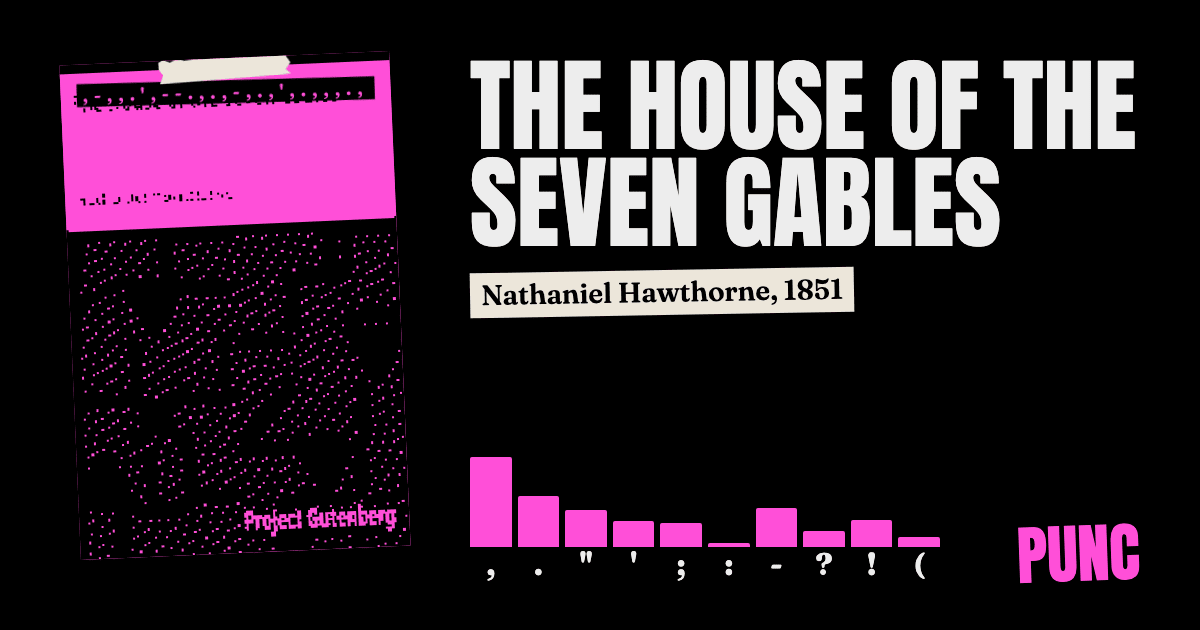 THE HOUSE OF THE
SEVEN GABLES
Nathaniel Hawthorne, 1851
Project Gutenberg
, . " ' ; : - ? ! (
PUNC